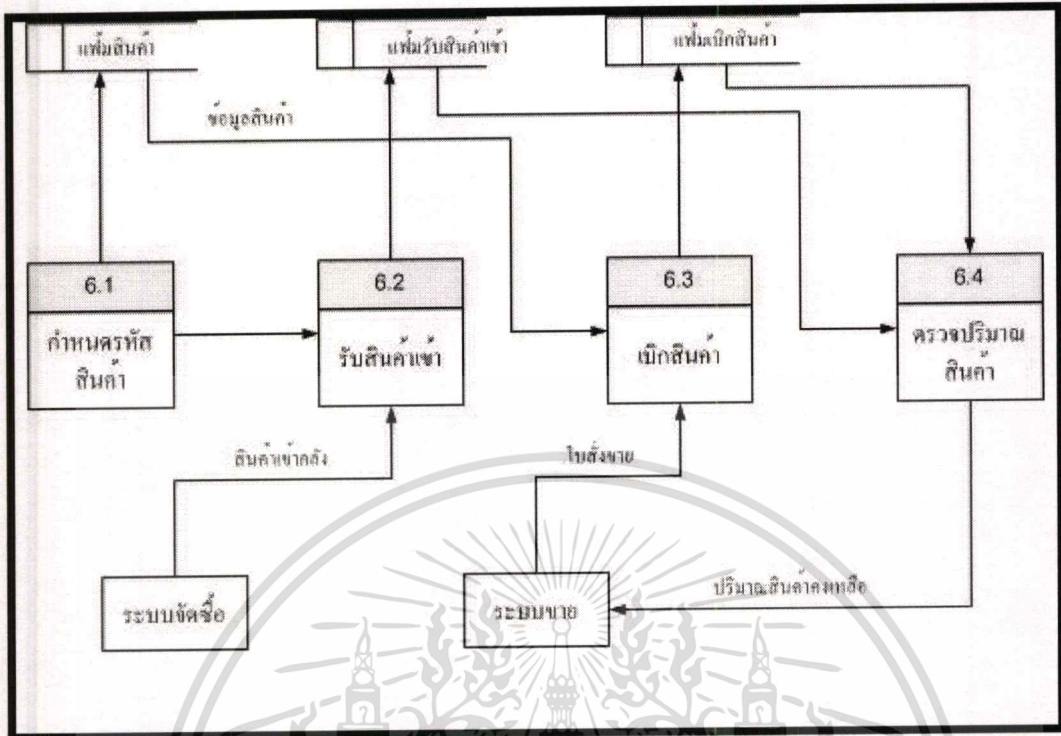 แฟ้มสินค้า
แฟ้มรับสินค้าเข้า
แฟ้มเบิกสินค้า
ข้อมูลสินค้า
6.1
กำหนดรหัส
สินค้า
6.2
รับสินค้าเข้า
6.3
เบิกสินค้า
6.4
ตรวจปริมาณ
สินค้า
สินค้าเข้าคลัง
ใบสั่งขาย
ปริมาณสินค้าคงเหลือ
ระบบจัดซื้อ
ระบบขาย